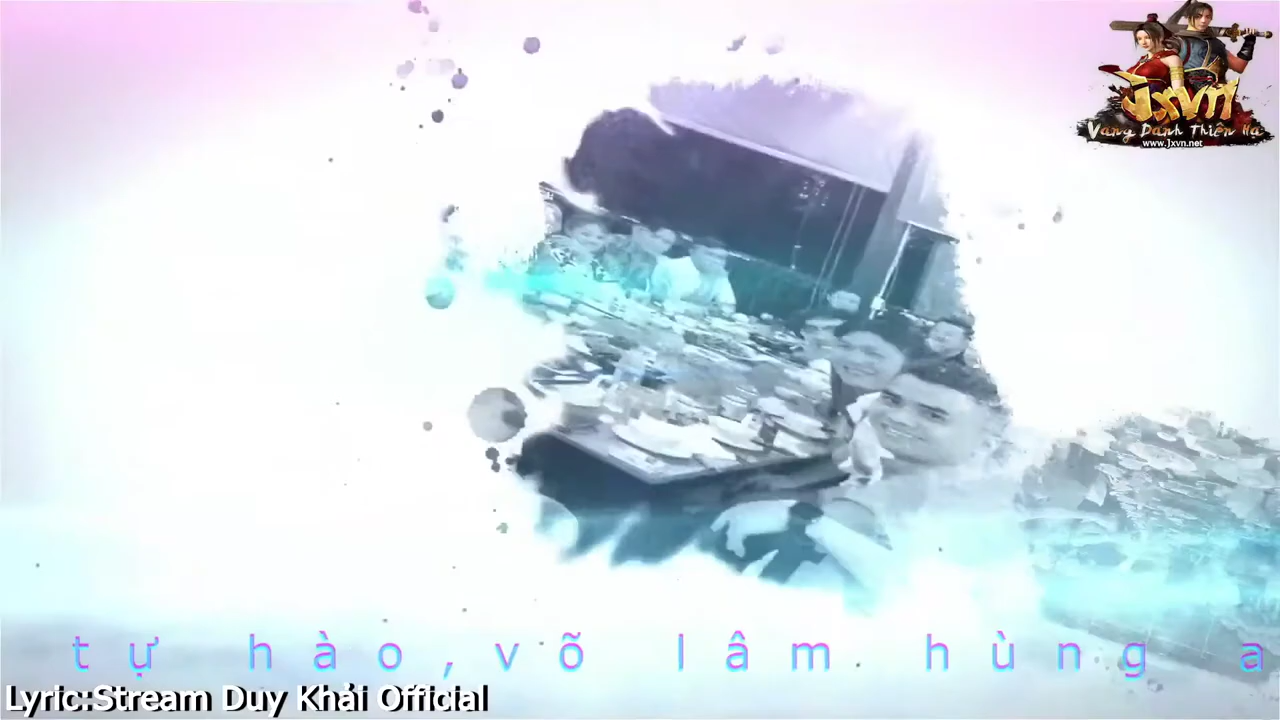 JXVN
Vang Danh Thiên Hạ
www.Jxvn.net
tự hào,võ lâm hùng a
Lyric:Stream Duy Khải Official